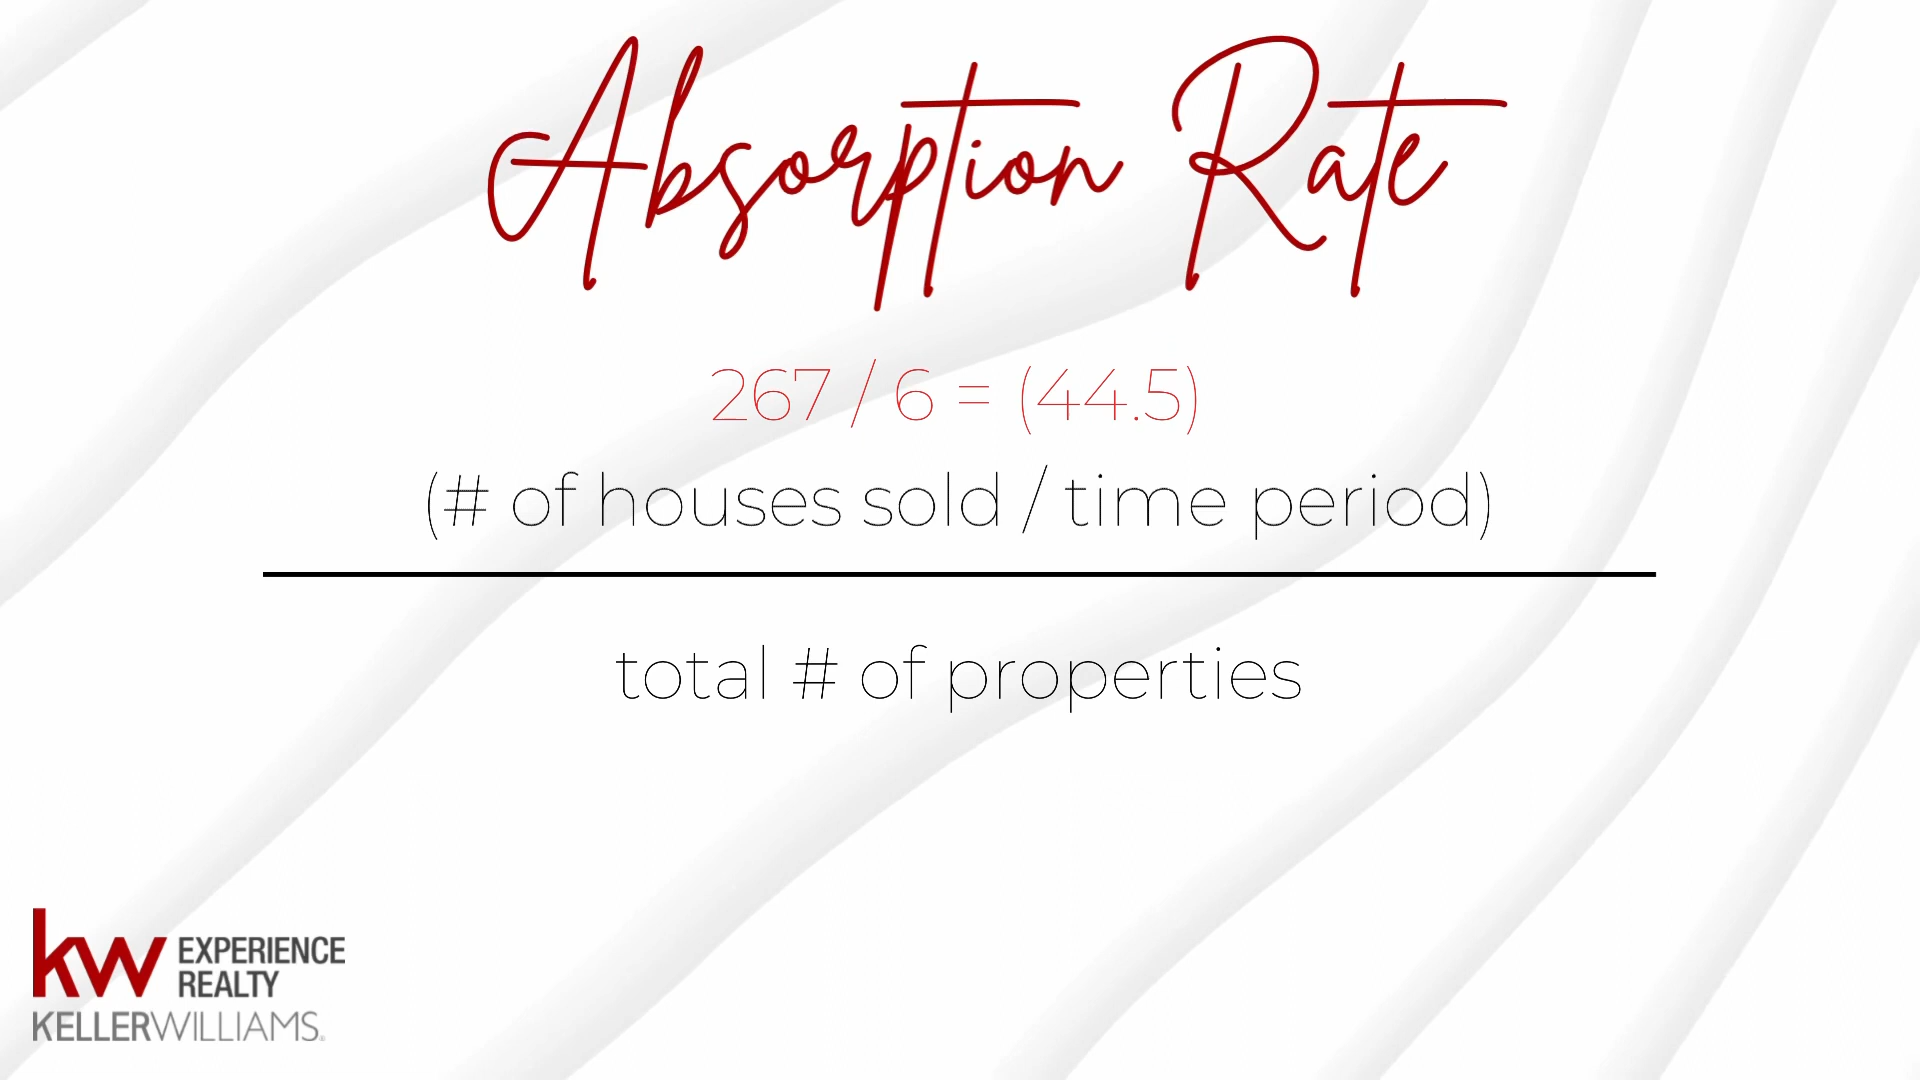 Absorption Rate
267 / 6 = (44.5)
(# of houses sold / time period)
total # of properties
kw EXPERIENCE
REALTY
KELLERWILLIAMS®